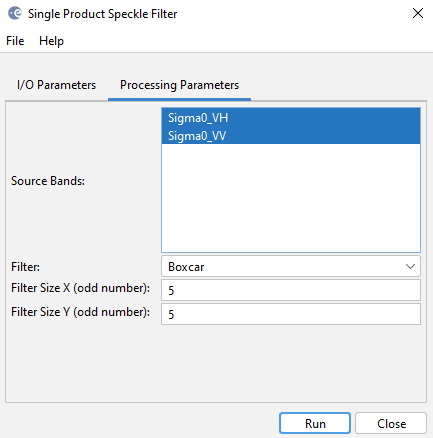 Single Product Speckle Filter
File Help
I/O Parameters Processing Parameters
Sigma0_VH
Sigma0_VV
Source Bands:
Filter: Boxcar
Filter Size X (odd number): 5
Filter Size Y (odd number): 5
Run Close